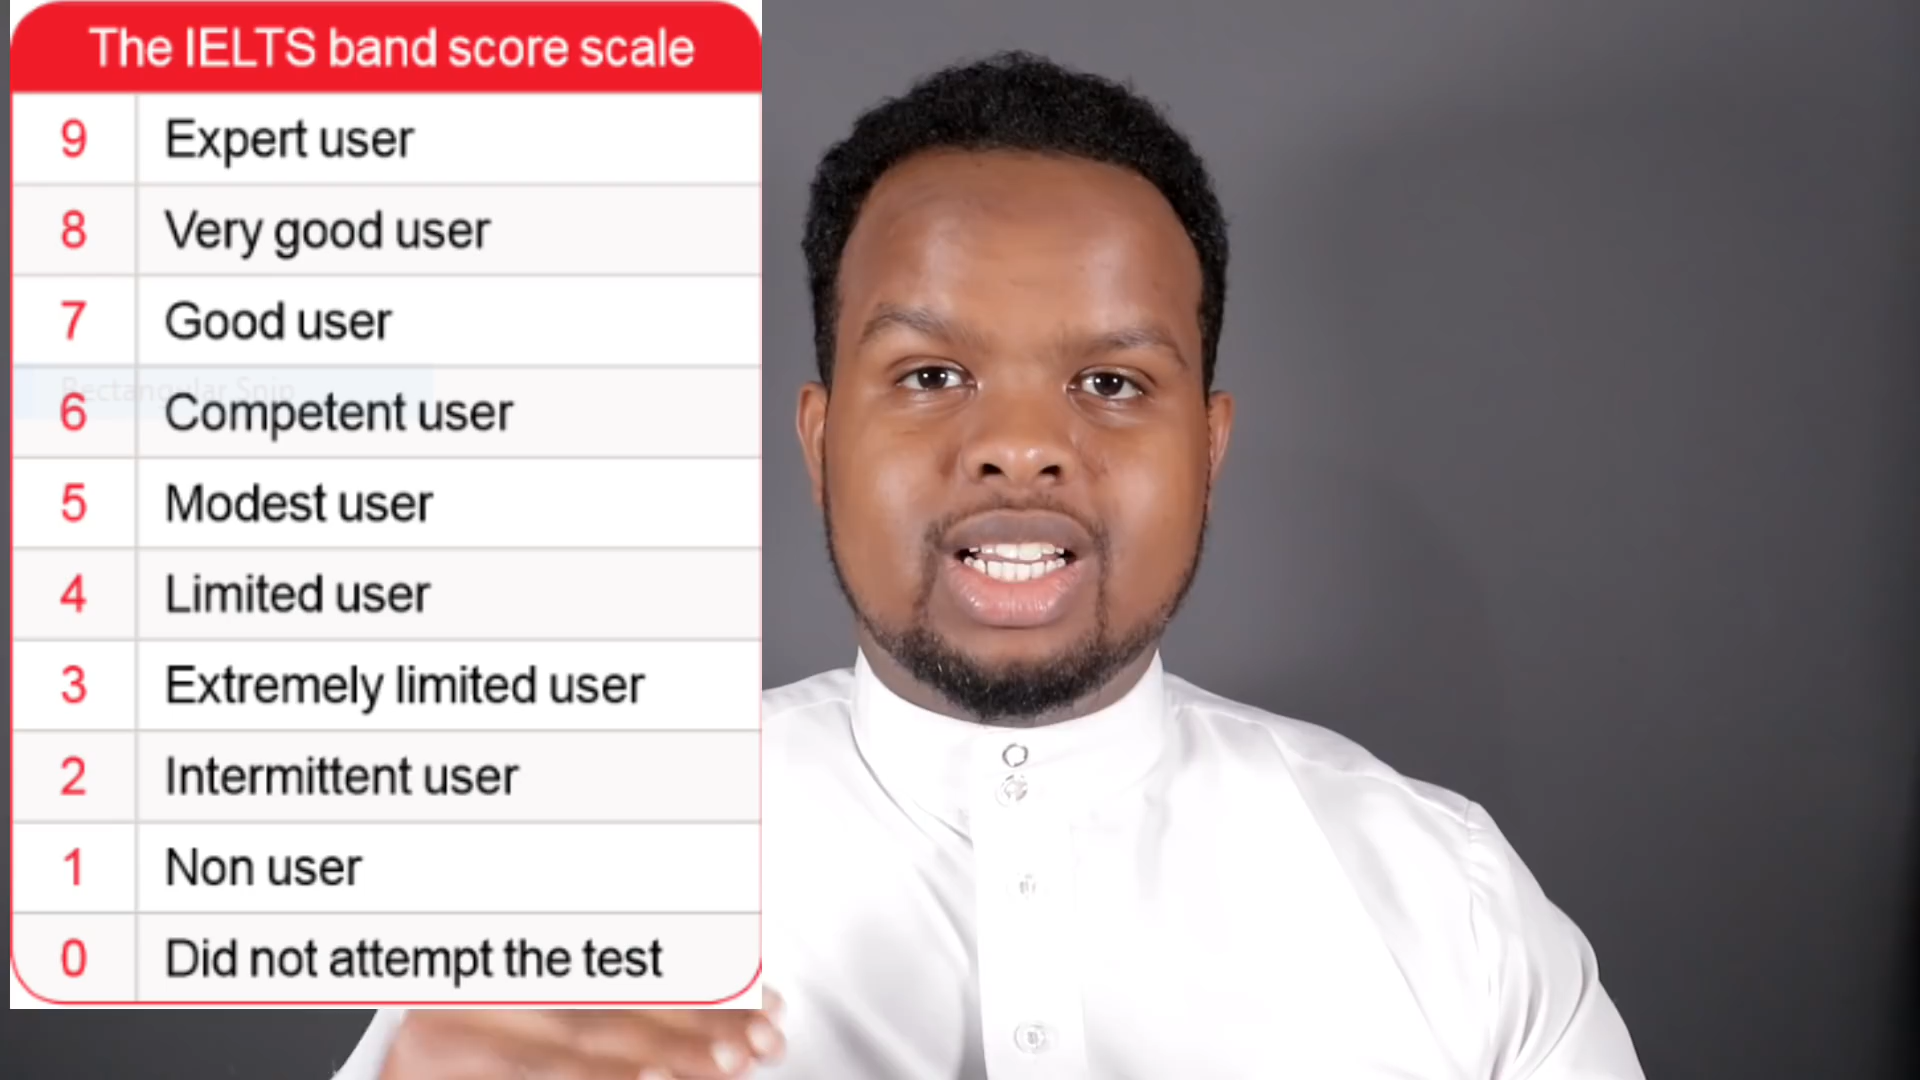 The IELTS band score scale
9 Expert user
8 Very good user
7 Good user
Rectangular Snip
6 Competent user
5 Modest user
4 Limited user
3 Extremely limited user
2 Intermittent user
1 Non user
0 Did not attempt the test